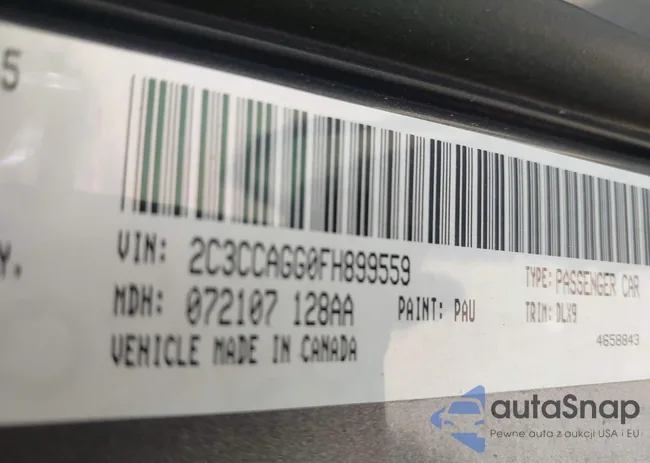 5
VIN: 2C3CCAGG0FH899559
TYPE: PASSENGER CAR
Y.
MDH: 072107 128AA
PAINT: PAU
TRIM: DLX9
VEHICLE MADE IN CANADA
4658843
autaSnap
Pewne auta z aukcji USA i EU